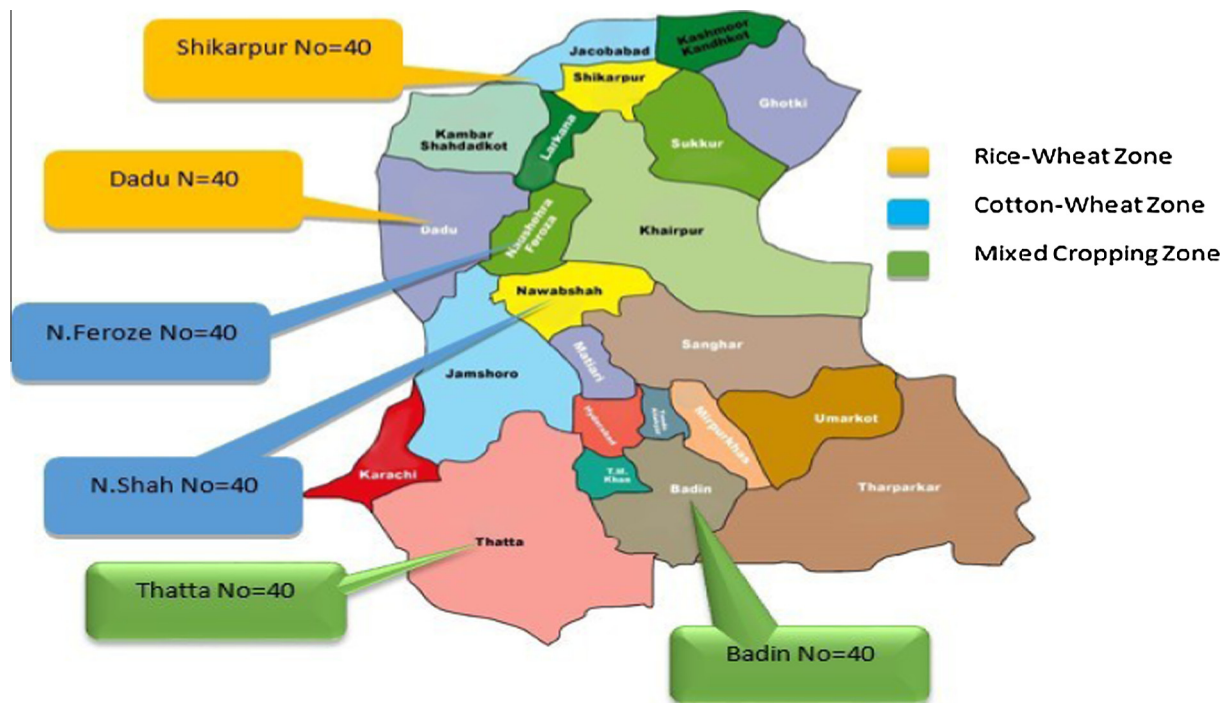 Shikarpur No=40
Dadu N=40
N.Feroze No=40
N.Shah No=40
Thatta No=40
Badin No=40
Jacobabad
Kashmoor
Kandhkot
Shikarpur
Ghotki
Kambar
Shahdadkot
Larkana
Sukkur
Dadu
Naushehra
Feroza
Khairpur
Nawabshah
Sanghar
Matiari
Jamshoro
Hyderabad
Mirpurkhas
Umarkot
Karachi
T.M.
Khan
Badin
Tharparkar
Thatta
Rice-Wheat Zone
Cotton-Wheat Zone
Mixed Cropping Zone